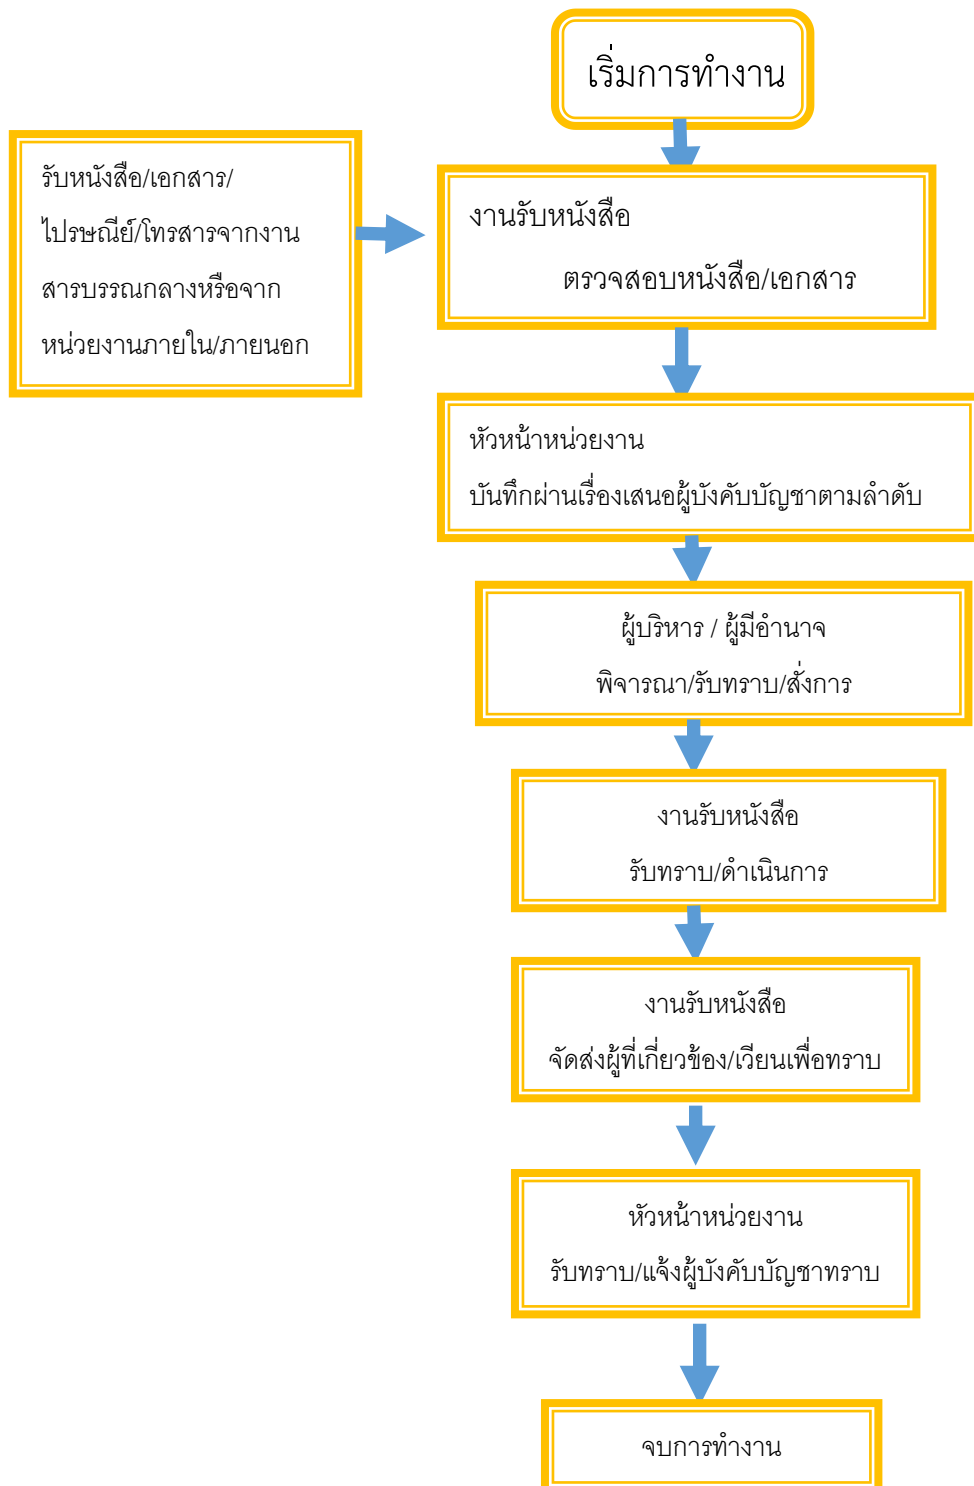 เริ่มการทำงาน
รับหนังสือ/เอกสาร/
ไปรษณีย์/โทรสารจากงาน
สารบรรณกลางหรือจาก
หน่วยงานภายใน/ภายนอก
งานรับหนังสือ
ตรวจสอบหนังสือ/เอกสาร
หัวหน้าหน่วยงาน
บันทึกผ่านเรื่องเสนอผู้บังคับบัญชาตามลำดับ
ผู้บริหาร / ผู้มีอำนาจ
พิจารณา/รับทราบ/สั่งการ
งานรับหนังสือ
รับทราบ/ดำเนินการ
งานรับหนังสือ
จัดส่งผู้ที่เกี่ยวข้อง/เวียนเพื่อทราบ
หัวหน้าหน่วยงาน
รับทราบ/แจ้งผู้บังคับบัญชาทราบ
จบการทำงาน